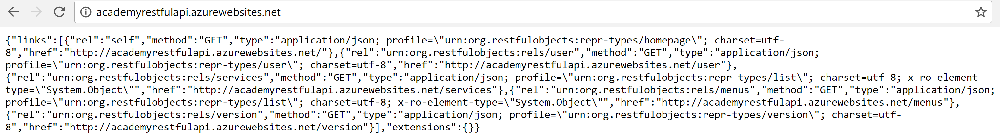 academyrestfulapi.azurewebsites.net
{"links":[{"rel":"self","method":"GET","type":"application/json; profile=\"urn:org.restfulobjects:repr-types/homepage\"; charset=utf-
8","href":"http://academyrestfulapi.azurewebsites.net/"},{"rel":"urn:org.restfulobjects:rels/user","method":"GET","type":"application/json;
profile=\"urn:org.restfulobjects:repr-types/user\"; charset=utf-8","href":"http://academyrestfulapi.azurewebsites.net/user"},
{"rel":"urn:org.restfulobjects:rels/services","method":"GET","type":"application/json; profile=\"urn:org.restfulobjects:repr-types/list\"; charset=utf-8; x-ro-element-
type=\"System.Object\"","href":"http://academyrestfulapi.azurewebsites.net/services"},{"rel":"urn:org.restfulobjects:rels/menus","method":"GET","type":"application/json;
profile=\"urn:org.restfulobjects:repr-types/list\"; charset=utf-8; x-ro-element-type=\"System.Object\"","href":"http://academyrestfulapi.azurewebsites.net/menus"},
{"rel":"urn:org.restfulobjects:rels/version","method":"GET","type":"application/json; profile=\"urn:org.restfulobjects:repr-types/version\"; charset=utf-
8","href":"http://academyrestfulapi.azurewebsites.net/version"}],"extensions":{}}